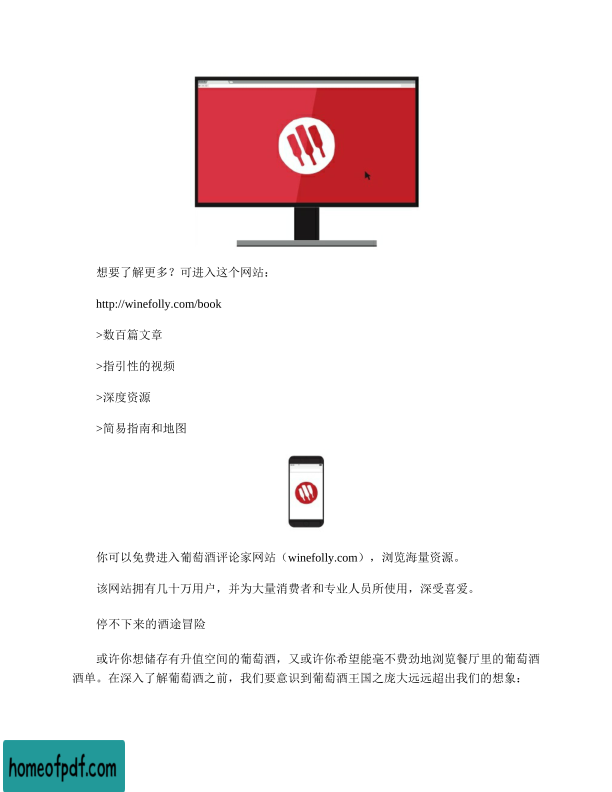 想要了解更多？可进入这个网站：
http://winefolly.com/book
>数百篇文章
>指引性的视频
>深度资源
>简易指南和地图
你可以免费进入葡萄酒评论家网站（winefolly.com），浏览海量资源。
该网站拥有几十万用户，并为大量消费者和专业人员所使用，深受喜爱。
停不下来的酒途冒险
或许你想储存有升值空间的葡萄酒，又或许你希望能毫不费劲地浏览餐厅里的葡萄酒
酒单。在深入了解葡萄酒之前，我们要意识到葡萄酒王国之庞大远远超出我们的想象：
homeofpdf.com